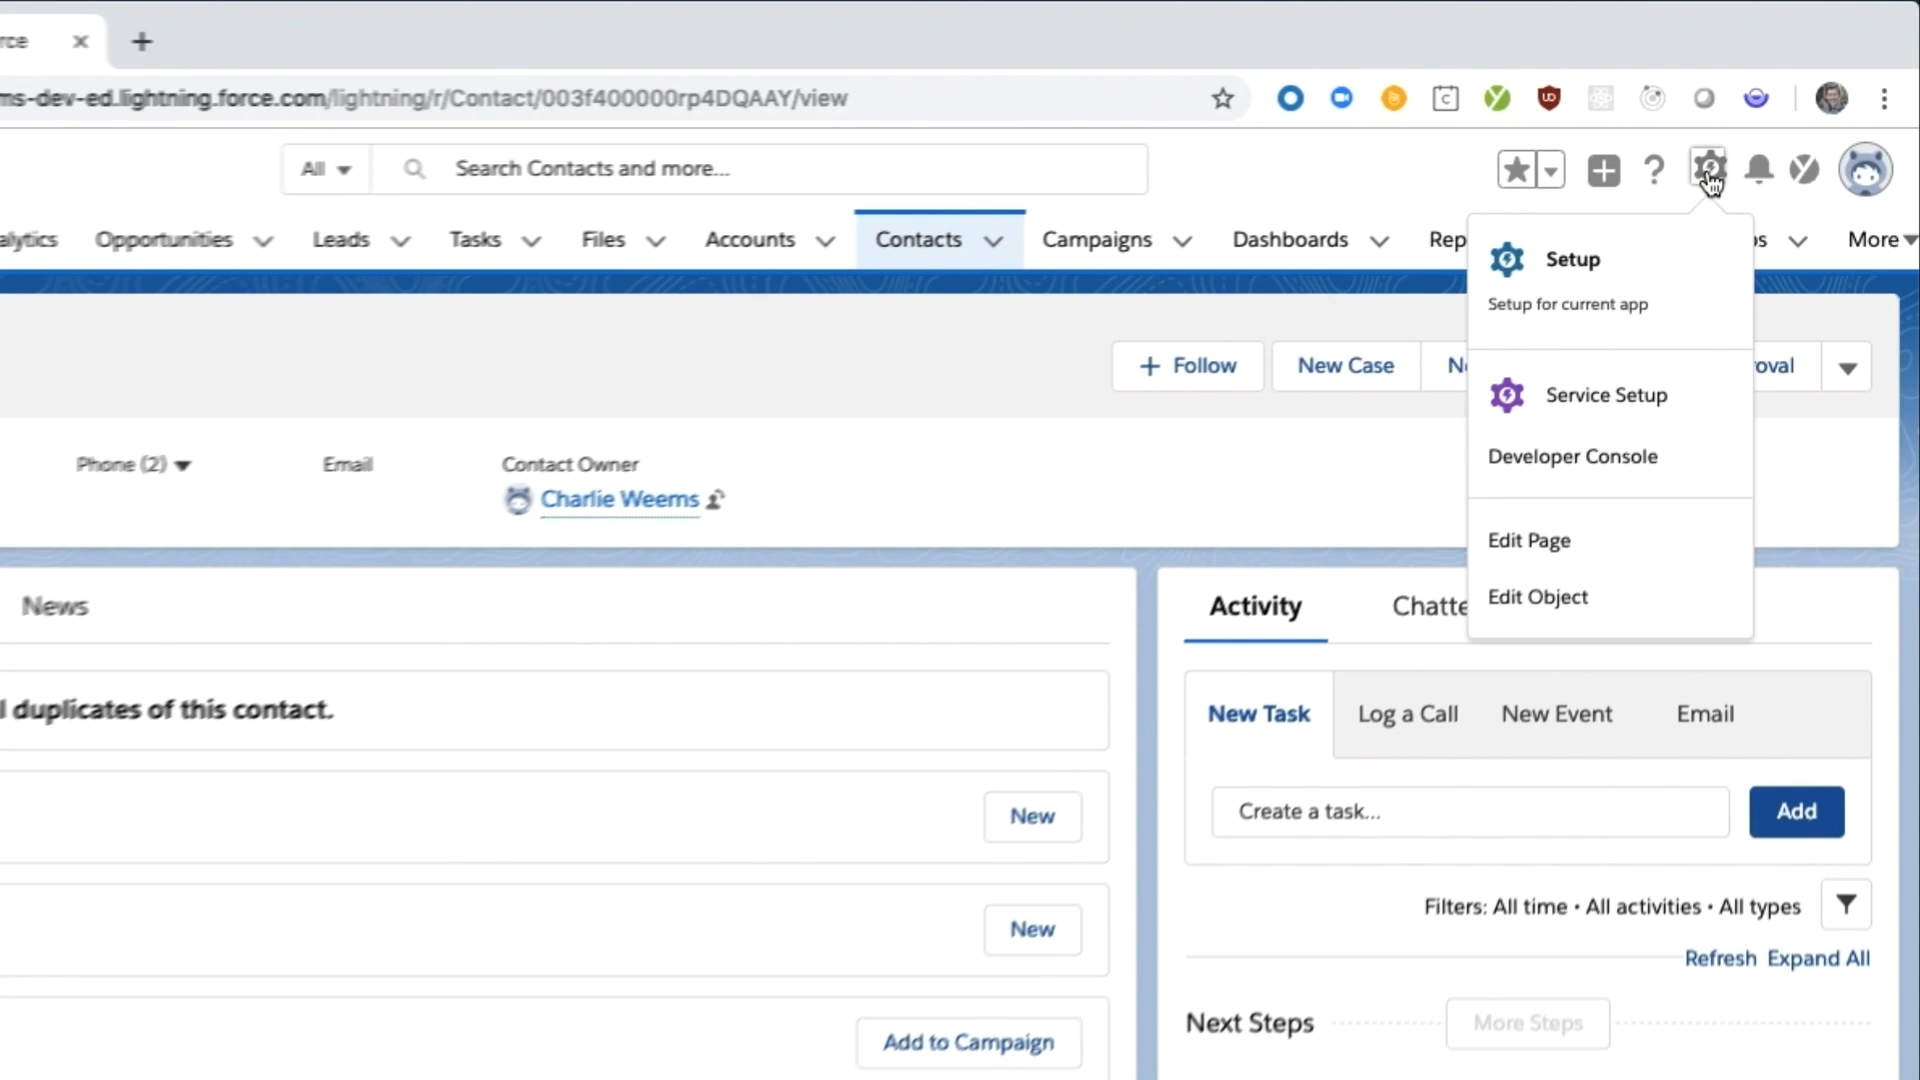 rce
ms-dev-ed.lightning.force.com/lightning/r/Contact/003f400000rp4DQAAY/view
All
Search Contacts and more...
alytics Opportunities Leads Tasks Files Accounts Contacts Campaigns Dashboards Rep s More
Setup
Setup for current app
Service Setup
Developer Console
Edit Page
Edit Object
+ Follow New Case N oval
Phone (2) Email Contact Owner
Charlie Weems
News
l duplicates of this contact.
New
New
Add to Campaign
Activity Chatte
New Task Log a Call New Event Email
Create a task... Add
Filters: All time • All activities • All types
Refresh Expand All
Next Steps More Steps